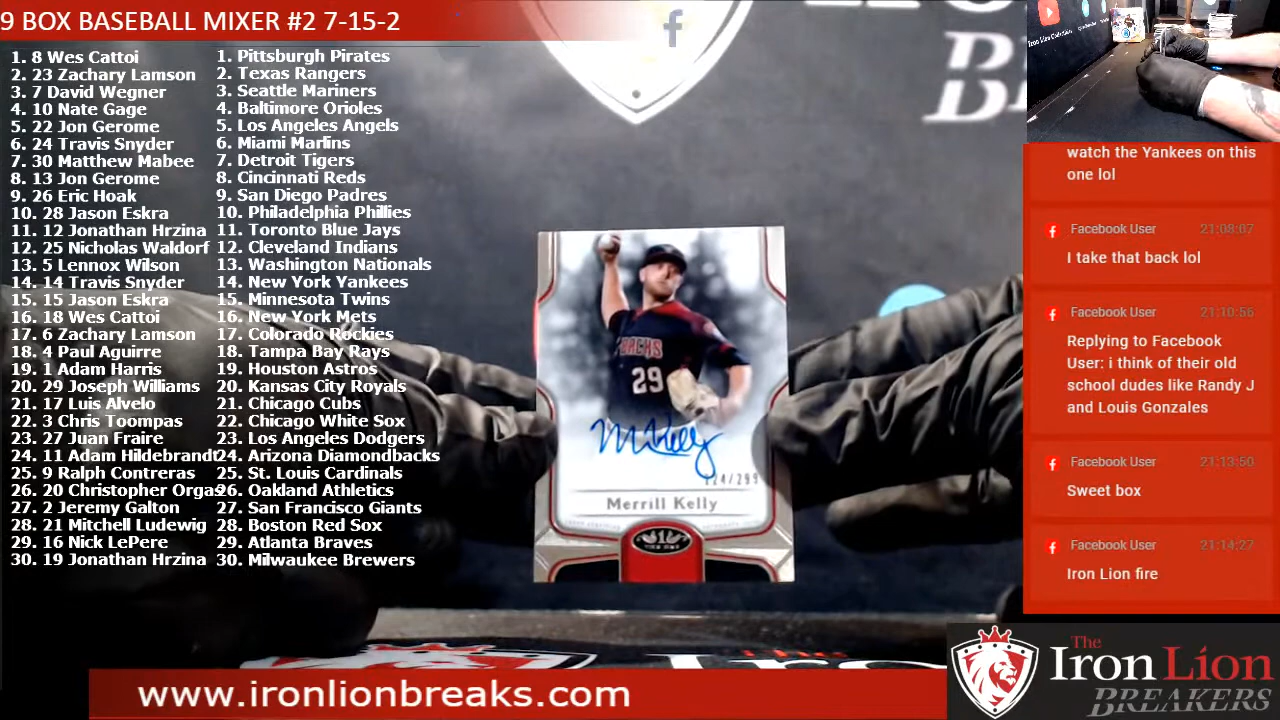 9 BOX BASEBALL MIXER #2 7-15-2
1. 8 Wes Cattoi
2. 23 Zachary Lamson
3. 7 David Wegner
4. 10 Nate Gage
5. 22 Jon Gerome
6. 24 Travis Snyder
7. 30 Matthew Mabee
8. 13 Jon Gerome
9. 26 Eric Hoak
10. 28 Jason Eskra
11. 12 Jonathan Hrzina
12. 25 Nicholas Waldorf
13. 5 Lennox Wilson
14. 14 Travis Snyder
15. 15 Jason Eskra
16. 18 Wes Cattoi
17. 6 Zachary Lamson
18. 4 Paul Aguirre
19. 1 Adam Harris
20. 29 Joseph Williams
21. 17 Luis Alvelo
22. 3 Chris Toompas
23. 27 Juan Fraire
24. 11 Adam Hildebrandt
25. 9 Ralph Contreras
26. 20 Christopher Orgas
27. 2 Jeremy Galton
28. 21 Mitchell Ludewig
29. 16 Nick LePere
30. 19 Jonathan Hrzina
1. Pittsburgh Pirates
2. Texas Rangers
3. Seattle Mariners
4. Baltimore Orioles
5. Los Angeles Angels
6. Miami Marlins
7. Detroit Tigers
8. Cincinnati Reds
9. San Diego Padres
10. Philadelphia Phillies
11. Toronto Blue Jays
12. Cleveland Indians
13. Washington Nationals
14. New York Yankees
15. Minnesota Twins
16. New York Mets
17. Colorado Rockies
18. Tampa Bay Rays
19. Houston Astros
20. Kansas City Royals
21. Chicago Cubs
22. Chicago White Sox
23. Los Angeles Dodgers
24. Arizona Diamondbacks
25. St. Louis Cardinals
26. Oakland Athletics
27. San Francisco Giants
28. Boston Red Sox
29. Atlanta Braves
30. Milwaukee Brewers
29
M Kelly
124/299
Merrill Kelly
watch the Yankees on this
one lol
Facebook User 21:08:07
I take that back lol
Facebook User 21:10:56
Replying to Facebook
User: i think of their old
school dudes like Randy J
and Louis Gonzales
Facebook User 21:13:50
Sweet box
Facebook User 21:14:27
Iron Lion fire
www.ironlionbreaks.com
The
Iron Lion
BREAKERS